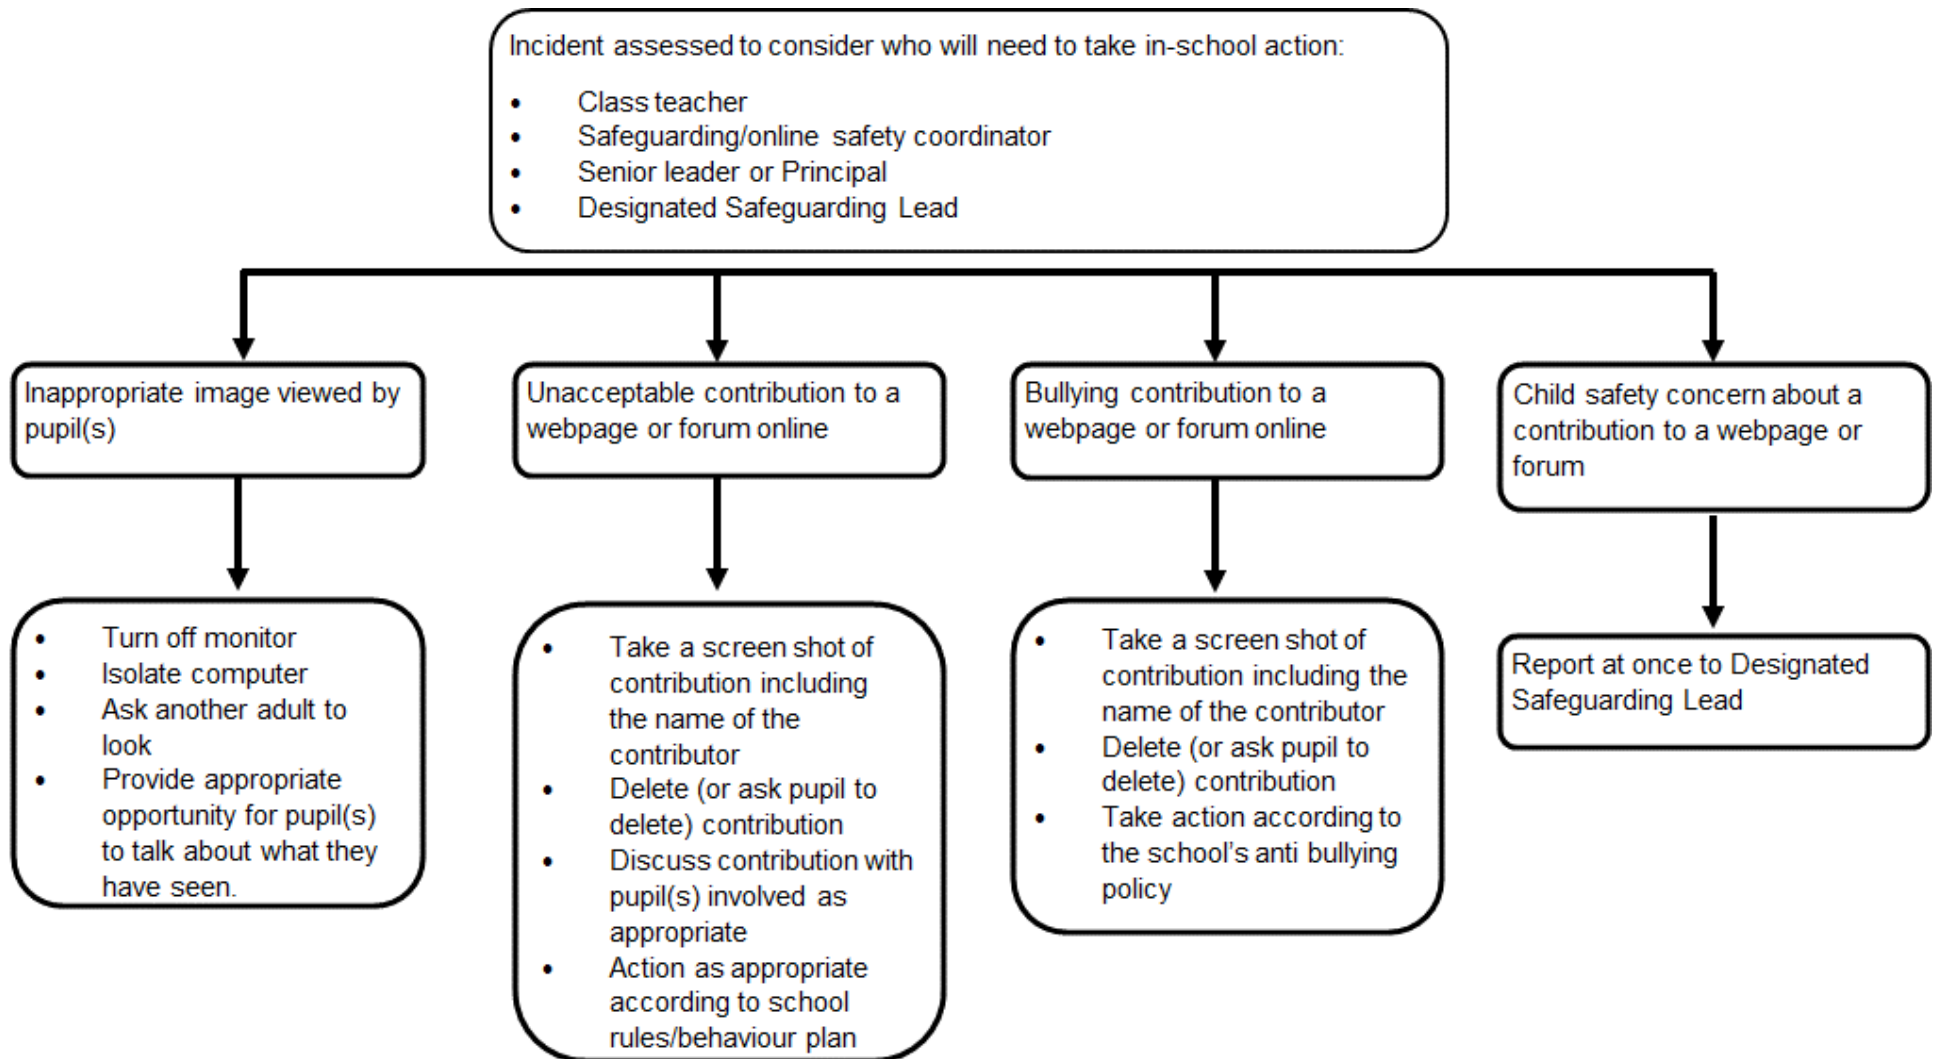 Incident assessed to consider who will need to take in-school action:
• Class teacher
• Safeguarding/online safety coordinator
• Senior leader or Principal
• Designated Safeguarding Lead
Inappropriate image viewed by
pupil(s)
Unacceptable contribution to a
webpage or forum online
Bullying contribution to a
webpage or forum online
Child safety concern about a
contribution to a webpage or
forum
• Turn off monitor
• Isolate computer
• Ask another adult to
look
• Provide appropriate
opportunity for pupil(s)
to talk about what they
have seen.
• Take a screen shot of
contribution including
the name of the
contributor
• Delete (or ask pupil to
delete) contribution
• Discuss contribution with
pupil(s) involved as
appropriate
• Action as appropriate
according to school
rules/behaviour plan
• Take a screen shot of
contribution including the
name of the contributor
• Delete (or ask pupil to
delete) contribution
• Take action according to
the school’s anti bullying
policy
Report at once to Designated
Safeguarding Lead